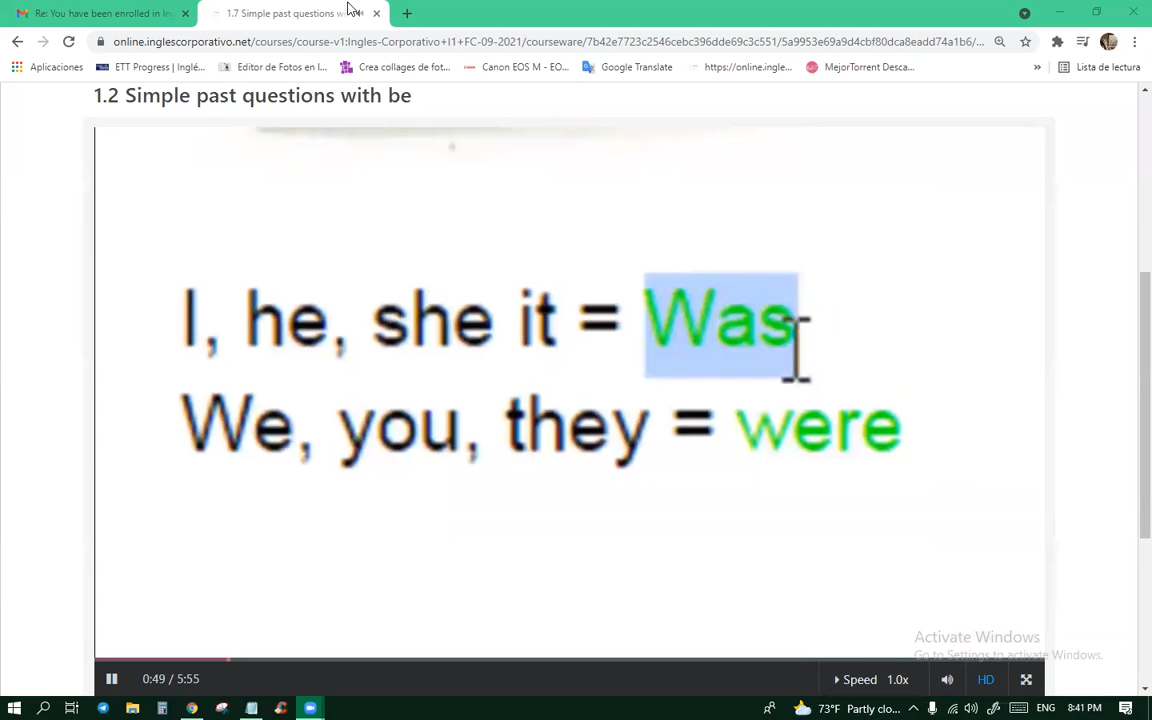 Re: You have been enrolled in In
1.7 Simple past questions w
online.inglescorporativo.net/courses/course-v1:Ingles-Corporativo+I1+FC-09-2021/courseware/7b42e7723c2546cebc396dde69c3c551/5a9953e69a9d4cbf80dca8eadd74a1b6/...
Aplicaciones
ETT Progress | Inglé...
Editor de Fotos en l...
Crea collages de fot...
Canon EOS M - EO...
Google Translate
https://online.ingle...
MejorTorrent Desca...
»
Lista de lectura
1.2 Simple past questions with be
I, he, she it = Was
We, you, they = were
Activate Windows
Go to Settings to activate Windows.
0:49 / 5:55
Speed 1.0x
HD
73°F Partly clo...
ENG
8:41 PM